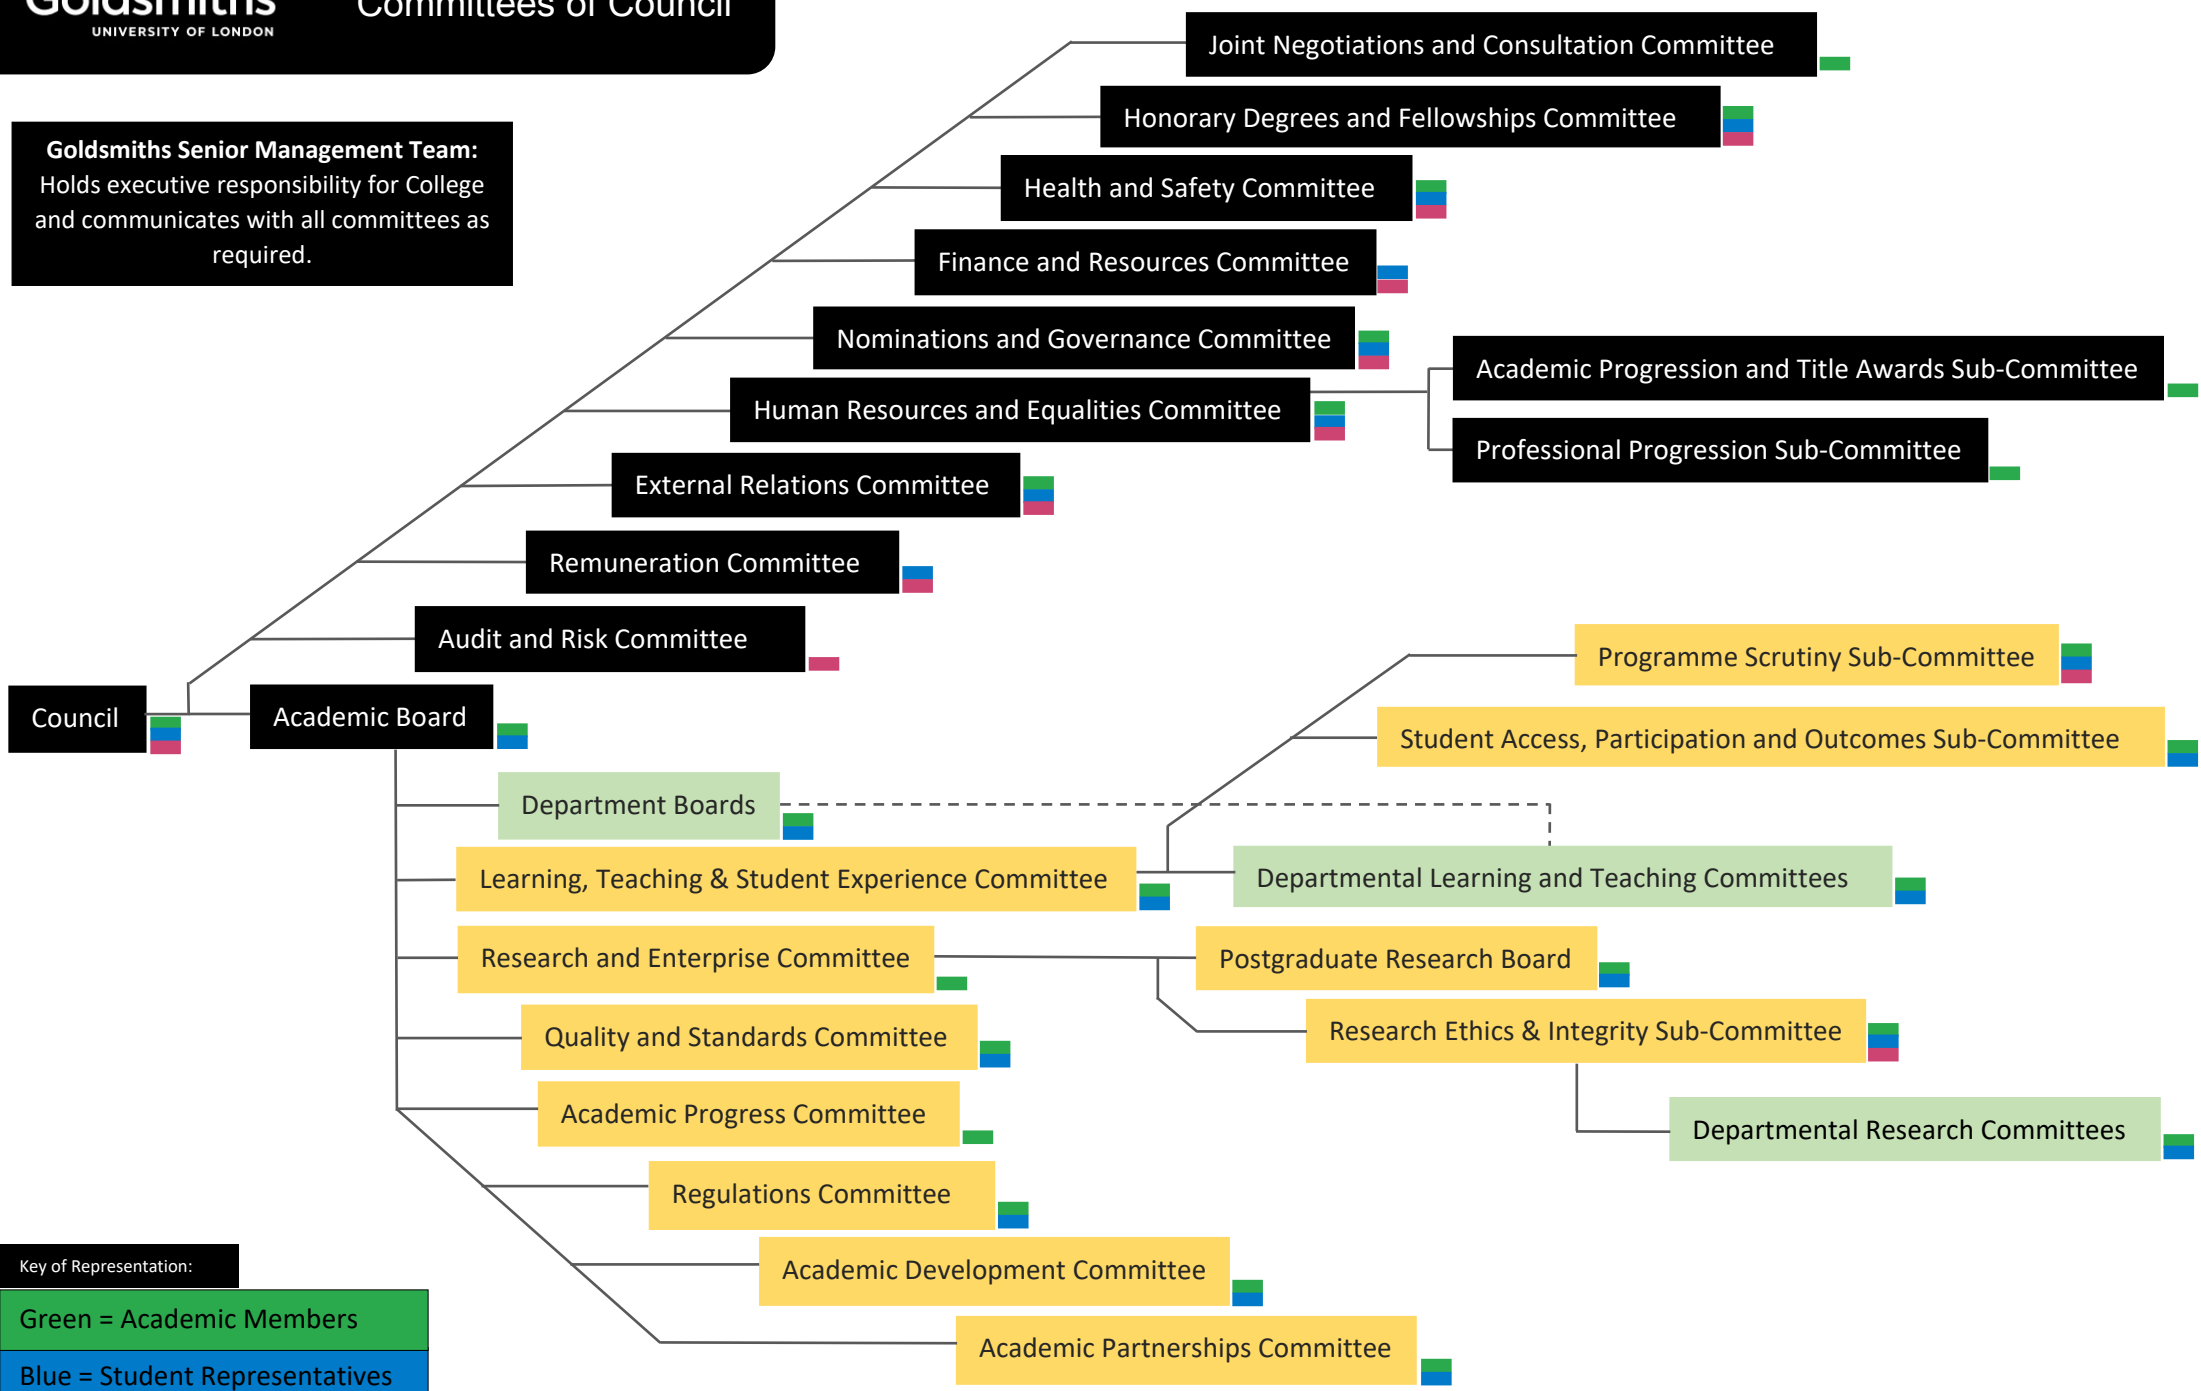 Goldsmiths
UNIVERSITY OF LONDON
Committees of Council
Goldsmiths Senior Management Team:
Holds executive responsibility for College
and communicates with all committees as
required.
Joint Negotiations and Consultation Committee
Honorary Degrees and Fellowships Committee
Health and Safety Committee
Finance and Resources Committee
Nominations and Governance Committee
Academic Progression and Title Awards Sub-Committee
Human Resources and Equalities Committee
Professional Progression Sub-Committee
External Relations Committee
Remuneration Committee
Audit and Risk Committee
Programme Scrutiny Sub-Committee
Council
Academic Board
Student Access, Participation and Outcomes Sub-Committee
Department Boards
Learning, Teaching & Student Experience Committee
Departmental Learning and Teaching Committees
Research and Enterprise Committee
Postgraduate Research Board
Quality and Standards Committee
Research Ethics & Integrity Sub-Committee
Academic Progress Committee
Departmental Research Committees
Regulations Committee
Academic Development Committee
Academic Partnerships Committee
Key of Representation:
Green = Academic Members
Blue = Student Representatives